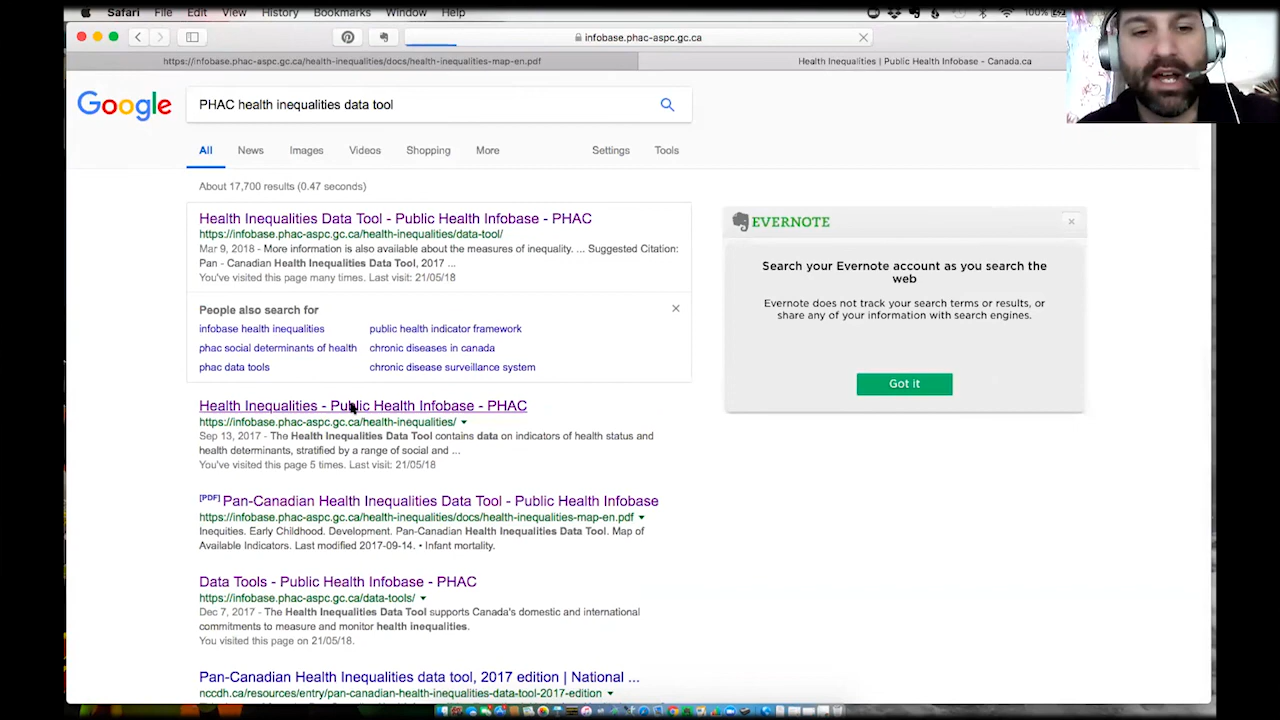 Safari File Edit View History Bookmarks Window Help
100%
infobase.phac-aspc.gc.ca
https://infobase.phac-aspc.gc.ca/health-inequalities/docs/health-inequalities-map-en.pdf
Health Inequalities | Public Health Infobase - Canada.ca
Google
PHAC health inequalities data tool
All News Images Videos Shopping More Settings Tools
About 17,700 results (0.47 seconds)
Health Inequalities Data Tool - Public Health Infobase - PHAC
https://infobase.phac-aspc.gc.ca/health-inequalities/data-tool/
Mar 9, 2018 - More information is also available about the measures of inequality. ... Suggested Citation:
Pan - Canadian Health Inequalities Data Tool, 2017 ...
You've visited this page many times. Last visit: 21/05/18
People also search for
infobase health inequalities public health indicator framework
phac social determinants of health chronic diseases in canada
phac data tools chronic disease surveillance system
Health Inequalities - Public Health Infobase - PHAC
https://infobase.phac-aspc.gc.ca/health-inequalities/
Sep 13, 2017 - The Health Inequalities Data Tool contains data on indicators of health status and
health determinants, stratified by a range of social and ...
You've visited this page 5 times. Last visit: 21/05/18
[PDF] Pan-Canadian Health Inequalities Data Tool - Public Health Infobase
https://infobase.phac-aspc.gc.ca/health-inequalities/docs/health-inequalities-map-en.pdf
Inequities. Early Childhood. Development. Pan-Canadian Health Inequalities Data Tool. Map of
Available Indicators. Last modified 2017-09-14. • Infant mortality.
Data Tools - Public Health Infobase - PHAC
https://infobase.phac-aspc.gc.ca/data-tools/
Dec 7, 2017 - The Health Inequalities Data Tool supports Canada's domestic and international
commitments to measure and monitor health inequalities.
You visited this page on 21/05/18.
Pan-Canadian Health Inequalities data tool, 2017 edition | National ...
nccdh.ca/resources/entry/pan-canadian-health-inequalities-data-tool-2017-edition
EVERNOTE
Search your Evernote account as you search the
web
Evernote does not track your search terms or results, or
share any of your information with search engines.
Got it